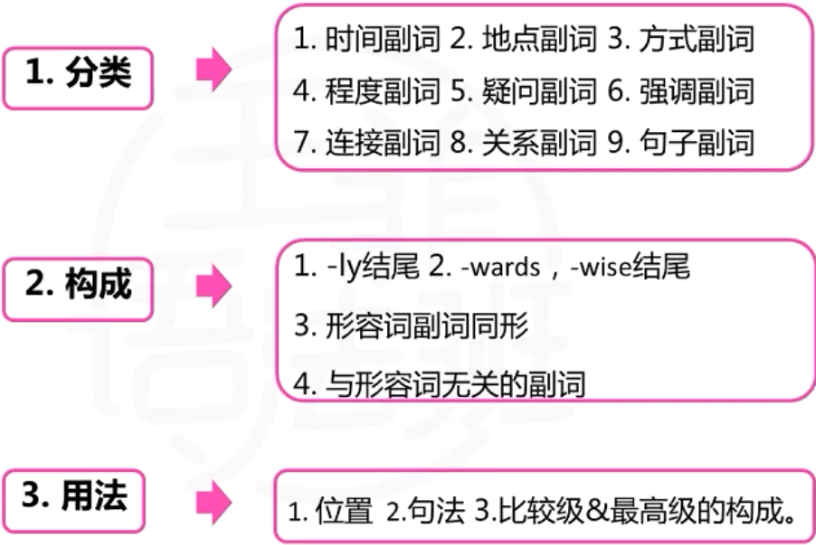 1. 分类
1. 时间副词 2. 地点副词 3. 方式副词
4. 程度副词 5. 疑问副词 6. 强调副词
7. 连接副词 8. 关系副词 9. 句子副词
2. 构成
1. -ly结尾 2. -wards，-wise结尾
3. 形容词副词同形
4. 与形容词无关的副词
3. 用法
1. 位置 2.句法 3.比较级&最高级的构成。